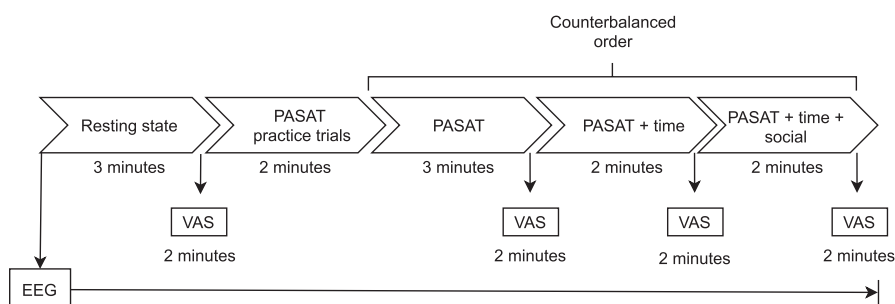 Counterbalanced
order
Resting state
PASAT
practice trials
PASAT
PASAT + time
PASAT + time +
social
3 minutes
2 minutes
3 minutes
2 minutes
2 minutes
VAS
VAS
VAS
VAS
2 minutes
2 minutes
2 minutes
2 minutes
EEG